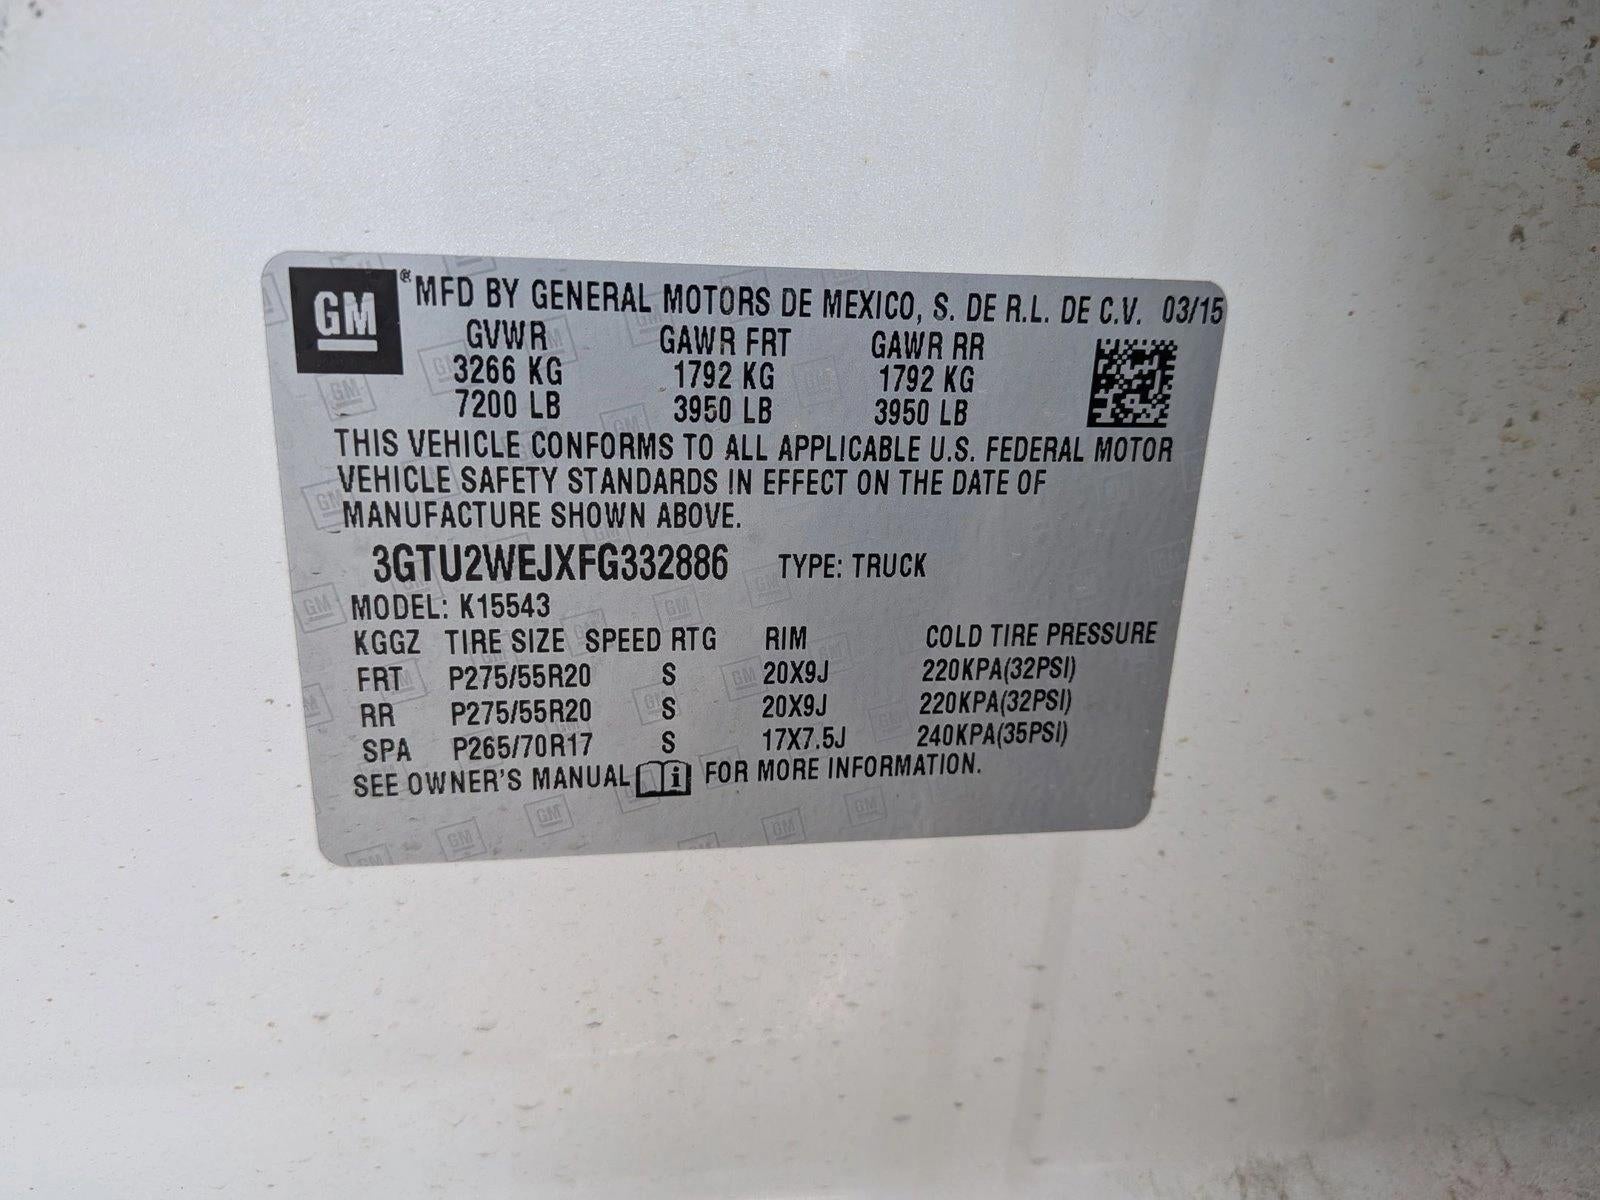 GM ® MFD BY GENERAL MOTORS DE MEXICO, S. DE R.L. DE C.V. 03/15
GVWR GAWR FRT GAWR RR
3266 KG 1792 KG 1792 KG
7200 LB 3950 LB 3950 LB
THIS VEHICLE CONFORMS TO ALL APPLICABLE U.S. FEDERAL MOTOR
VEHICLE SAFETY STANDARDS IN EFFECT ON THE DATE OF
MANUFACTURE SHOWN ABOVE.
3GTU2WEJXFG332886 TYPE: TRUCK
MODEL: K15543
KGGZ TIRE SIZE SPEED RTG RIM COLD TIRE PRESSURE
FRT P275/55R20 S 20X9J 220KPA(32PSI)
RR P275/55R20 S 20X9J 220KPA(32PSI)
SPA P265/70R17 S 17X7.5J 240KPA(35PSI)
SEE OWNER'S MANUAL i FOR MORE INFORMATION.